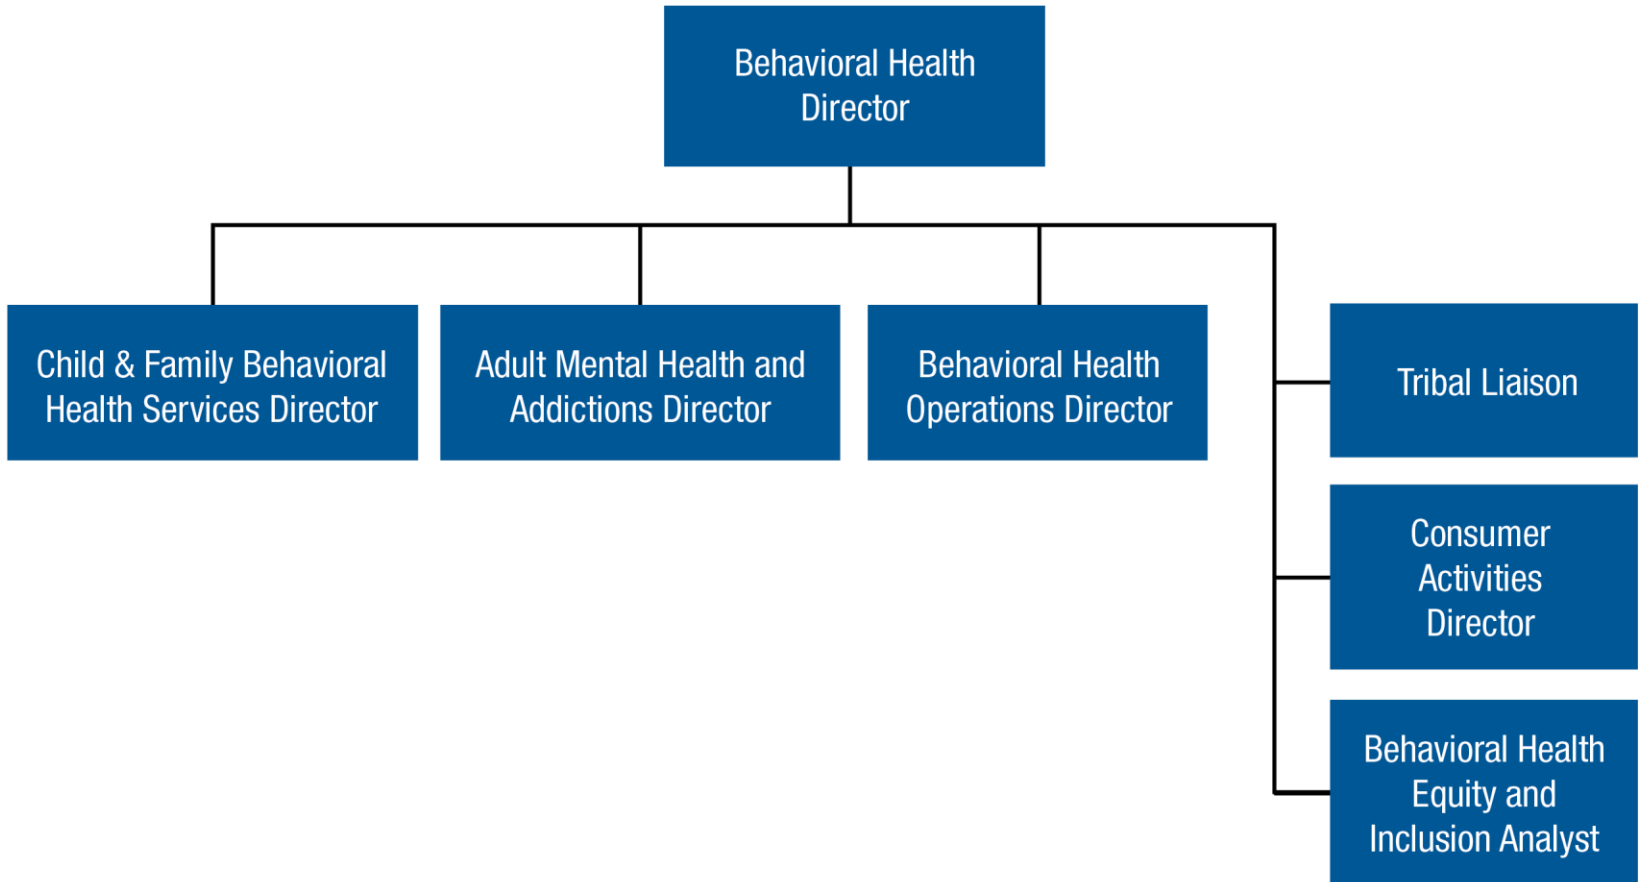 Behavioral Health
Director
Child & Family Behavioral
Health Services Director
Adult Mental Health and
Addictions Director
Behavioral Health
Operations Director
Tribal Liaison
Consumer
Activities
Director
Behavioral Health
Equity and
Inclusion Analyst